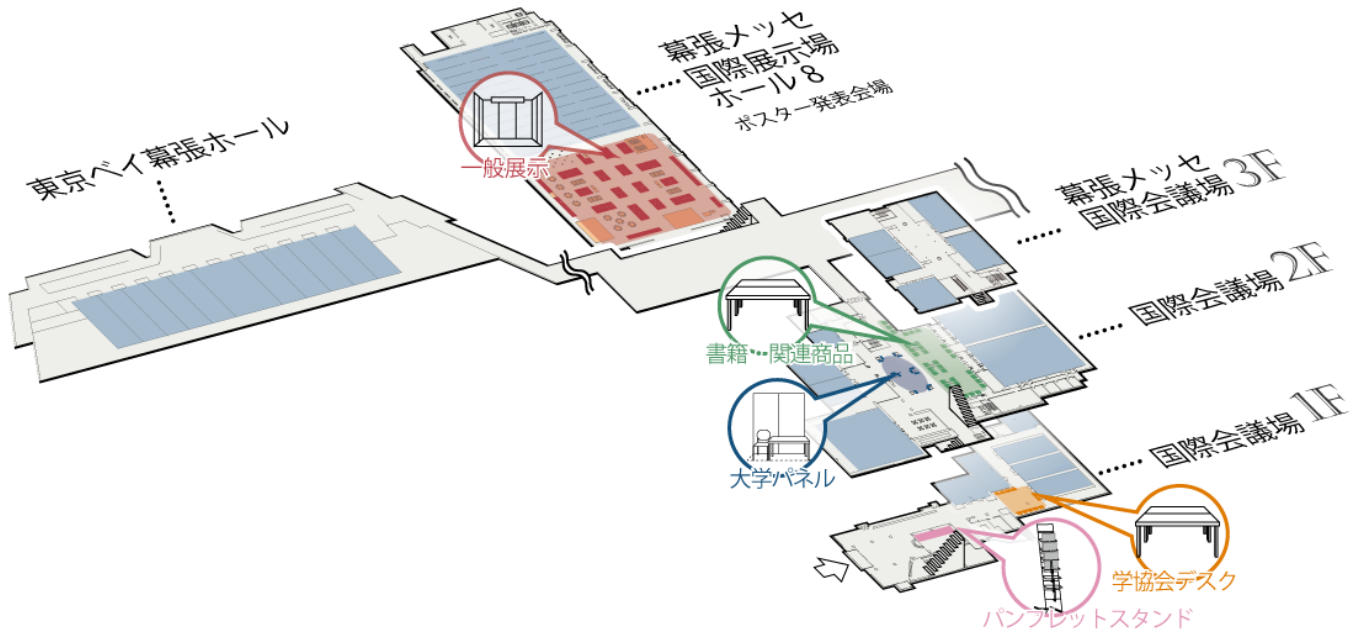 幕張メッセ
国際展示場
ホール 8
ポスター発表会場
東京ベイ幕張ホール
一般展示
幕張メッセ
国際会議場 3F
国際会議場 2F
書籍・関連商品
大学パネル
国際会議場 1F
学協会デスク
パンフレットスタンド